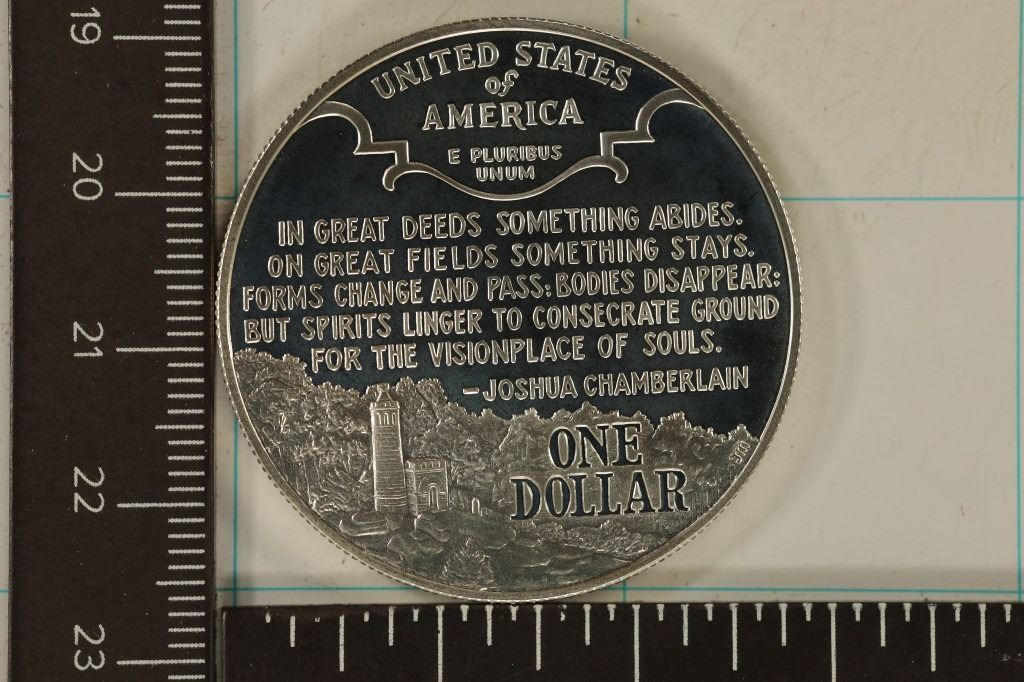 UNITED STATES
of
AMERICA
E PLURIBUS
UNUM
IN GREAT DEEDS SOMETHING ABIDES.
ON GREAT FIELDS SOMETHING STAYS.
FORMS CHANGE AND PASS; BODIES DISAPPEAR;
BUT SPIRITS LINGER TO CONSECRATE GROUND
FOR THE VISIONPLACE OF SOULS.
-JOSHUA CHAMBERLAIN
ONE
DOLLAR
19
20
21
22
23